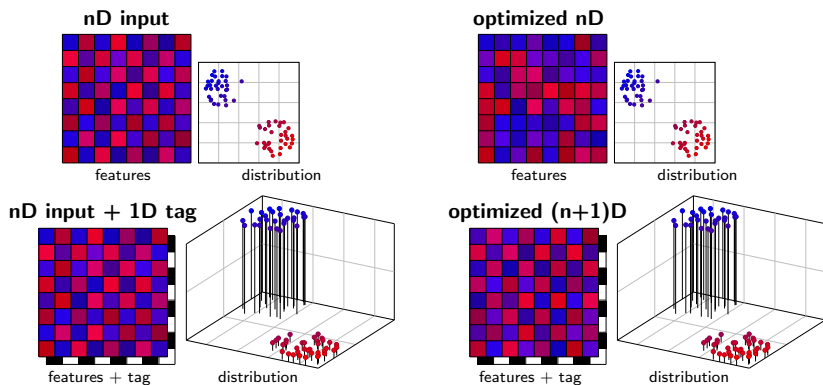 nD input
optimized nD
features
distribution
features
distribution
nD input + 1D tag
optimized (n+1)D
features + tag
distribution
features + tag
distribution